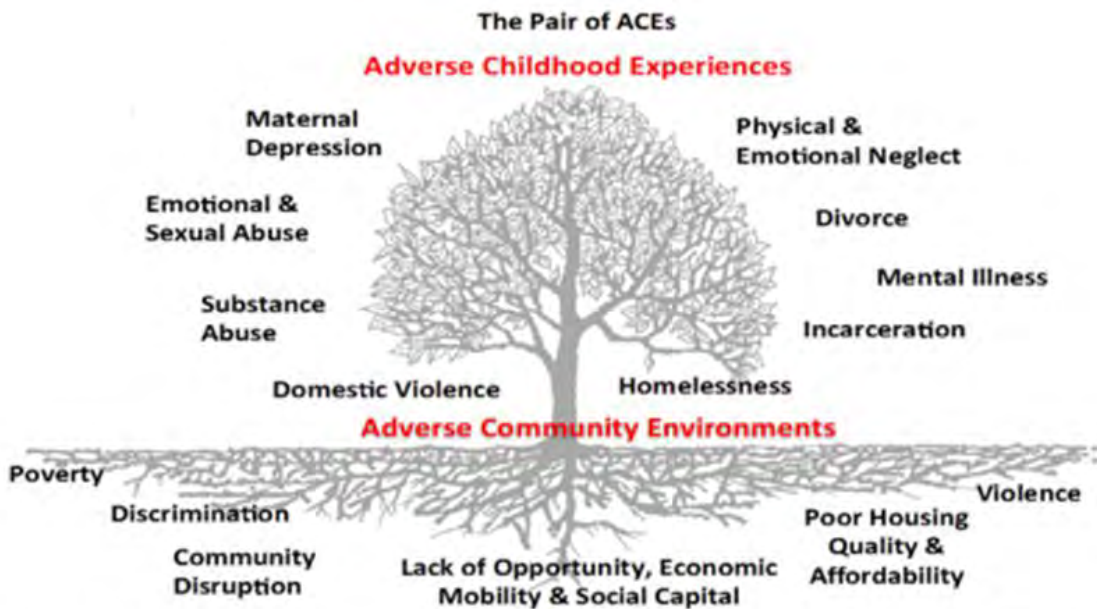 The Pair of ACEs
Adverse Childhood Experiences
Maternal
Depression
Physical &
Emotional Neglect
Emotional &
Sexual Abuse
Divorce
Mental Illness
Substance
Abuse
Incarceration
Domestic Violence
Homelessness
Adverse Community Environments
Poverty
Violence
Discrimination
Poor Housing
Quality &
Affordability
Community
Disruption
Lack of Opportunity, Economic
Mobility & Social Capital